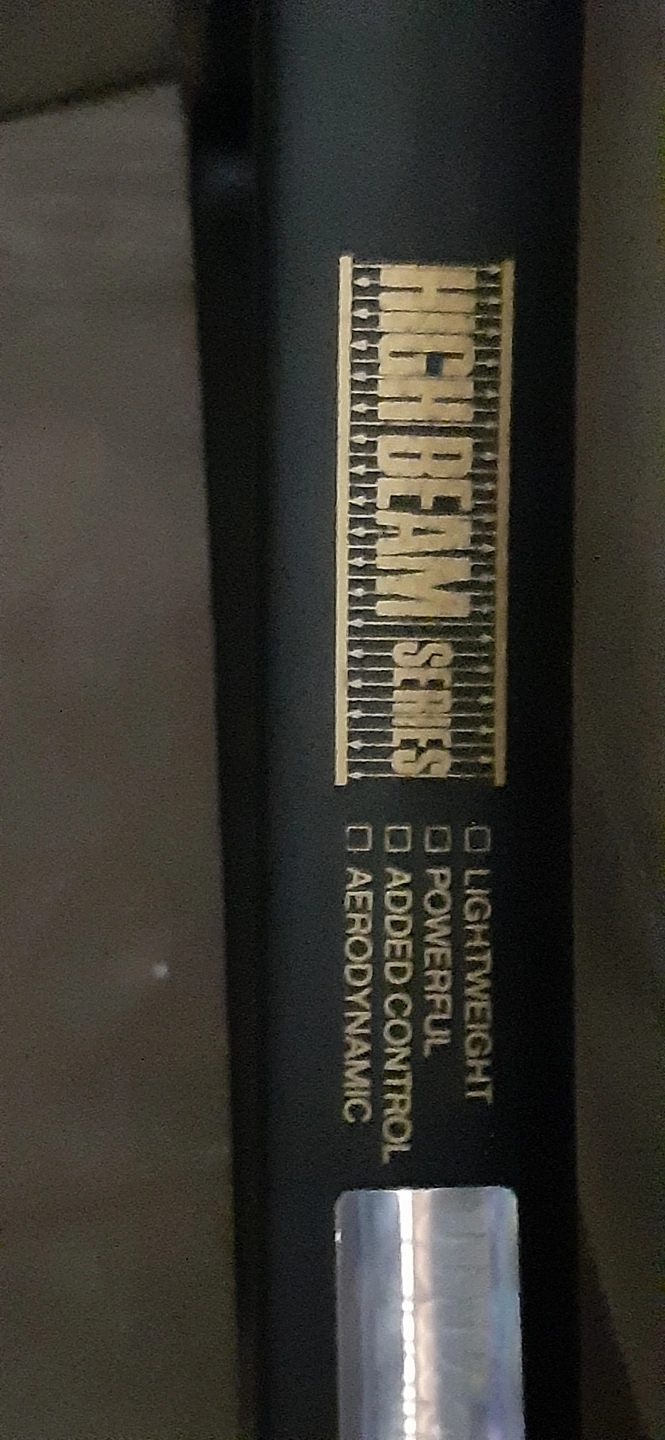 HIGH BEAM SERIES
□ LIGHTWEIGHT
□ POWERFUL
□ ADDED CONTROL
□ AERODYNAMIC